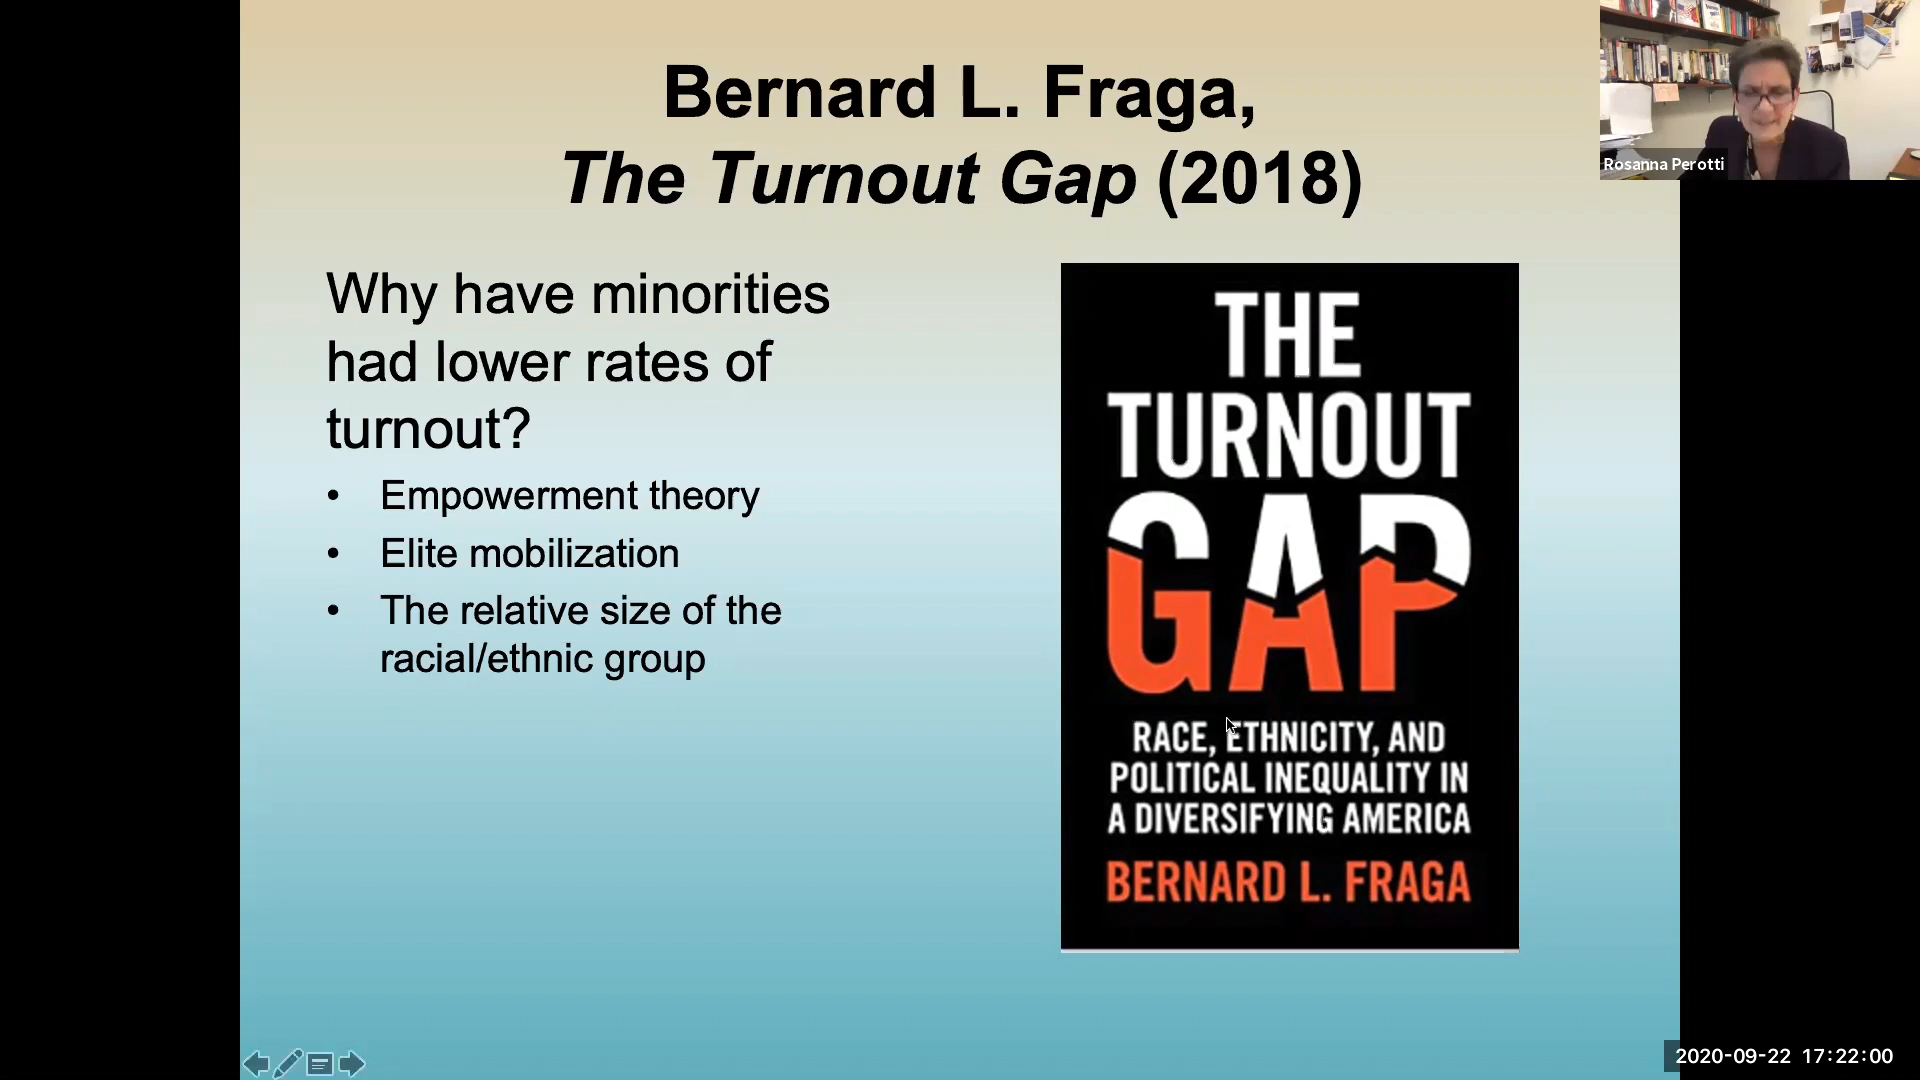 Bernard L. Fraga,
The Turnout Gap (2018)
Why have minorities
had lower rates of
turnout?
• Empowerment theory
• Elite mobilization
• The relative size of the
racial/ethnic group
THE
TURNOUT
GAP
RACE, ETHNICITY, AND
POLITICAL INEQUALITY IN
A DIVERSIFYING AMERICA
BERNARD L. FRAGA
Rosanna Perotti
2020-09-22 17:22:00